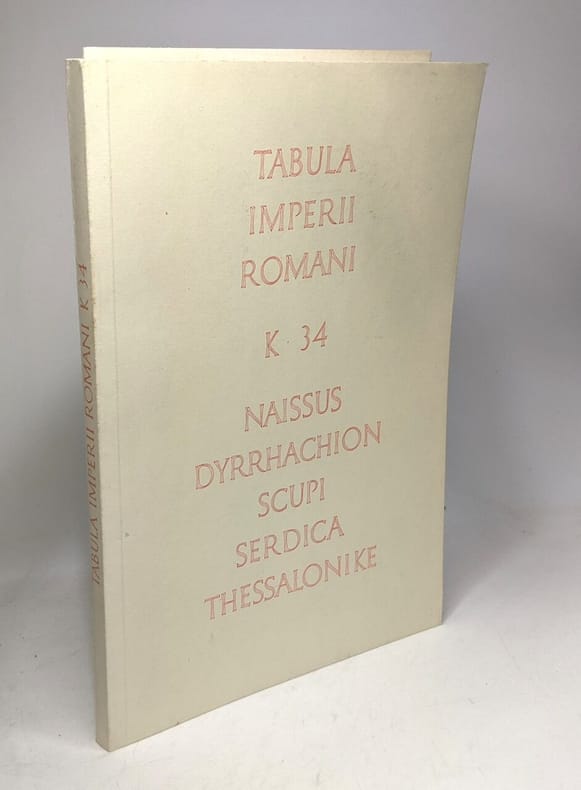 TABULA
IMPERII
ROMANI
K · 34
NAISSUS
DYRRHACHION
SCUPI
SERDICA
THESSALONIKE
TABULA IMPERII ROMANI K 34